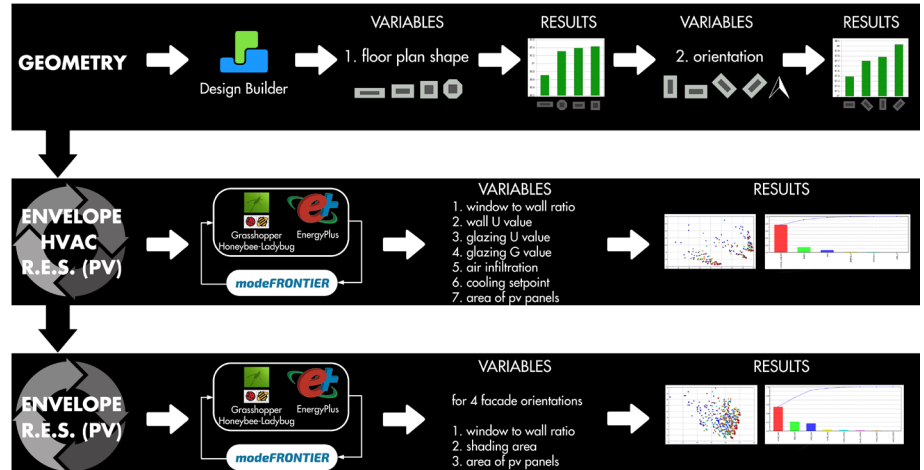 VARIABLES
RESULTS
VARIABLES
RESULTS
GEOMETRY
1. floor plan shape
2. orientation
Design Builder
ENVELOPE
HVAC
R.E.S. (PV)
Grasshopper
Honeybee-Ladybug
e+
EnergyPlus
modeFRONTIER
VARIABLES
1. window to wall ratio
2. wall U value
3. glazing U value
4. glazing G value
5. air infiltration
6. cooling setpoint
7. area of pv panels
RESULTS
ENVELOPE
R.E.S. (PV)
Grasshopper
Honeybee-Ladybug
e+
EnergyPlus
modeFRONTIER
VARIABLES
for 4 facade orientations
1. window to wall ratio
2. shading area
3. area of pv panels
RESULTS